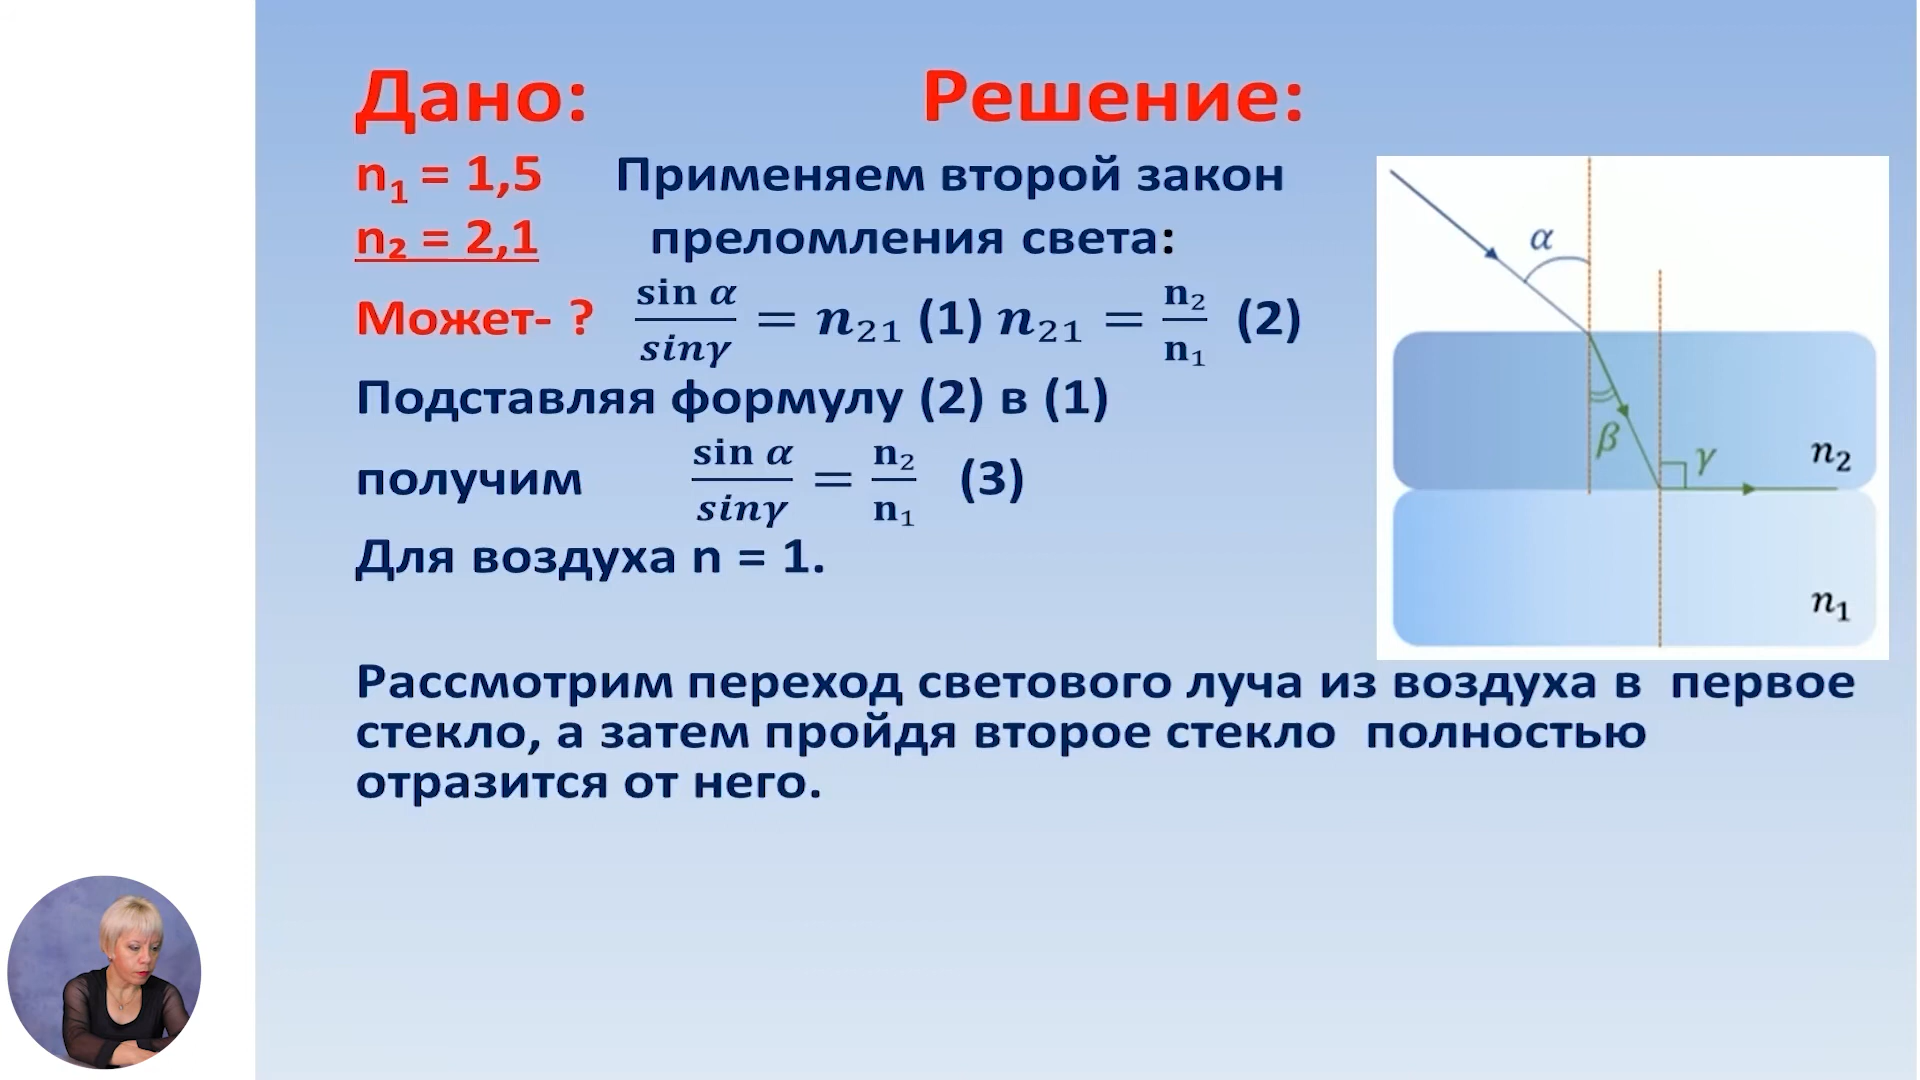 Дано: Решение:
n₁ = 1,5 Применяем второй закон
n₂ = 2,1 преломления света:
Может- ? sin α / sinγ = n₂₁ (1) n₂₁ = n₂ / n₁ (2)
Подставляя формулу (2) в (1)
получим sin α / sinγ = n₂ / n₁ (3)
Для воздуха n = 1.
Рассмотрим переход светового луча из воздуха в первое
стекло, а затем пройдя второе стекло полностью
отразится от него.
α
β
γ
n₂
n₁